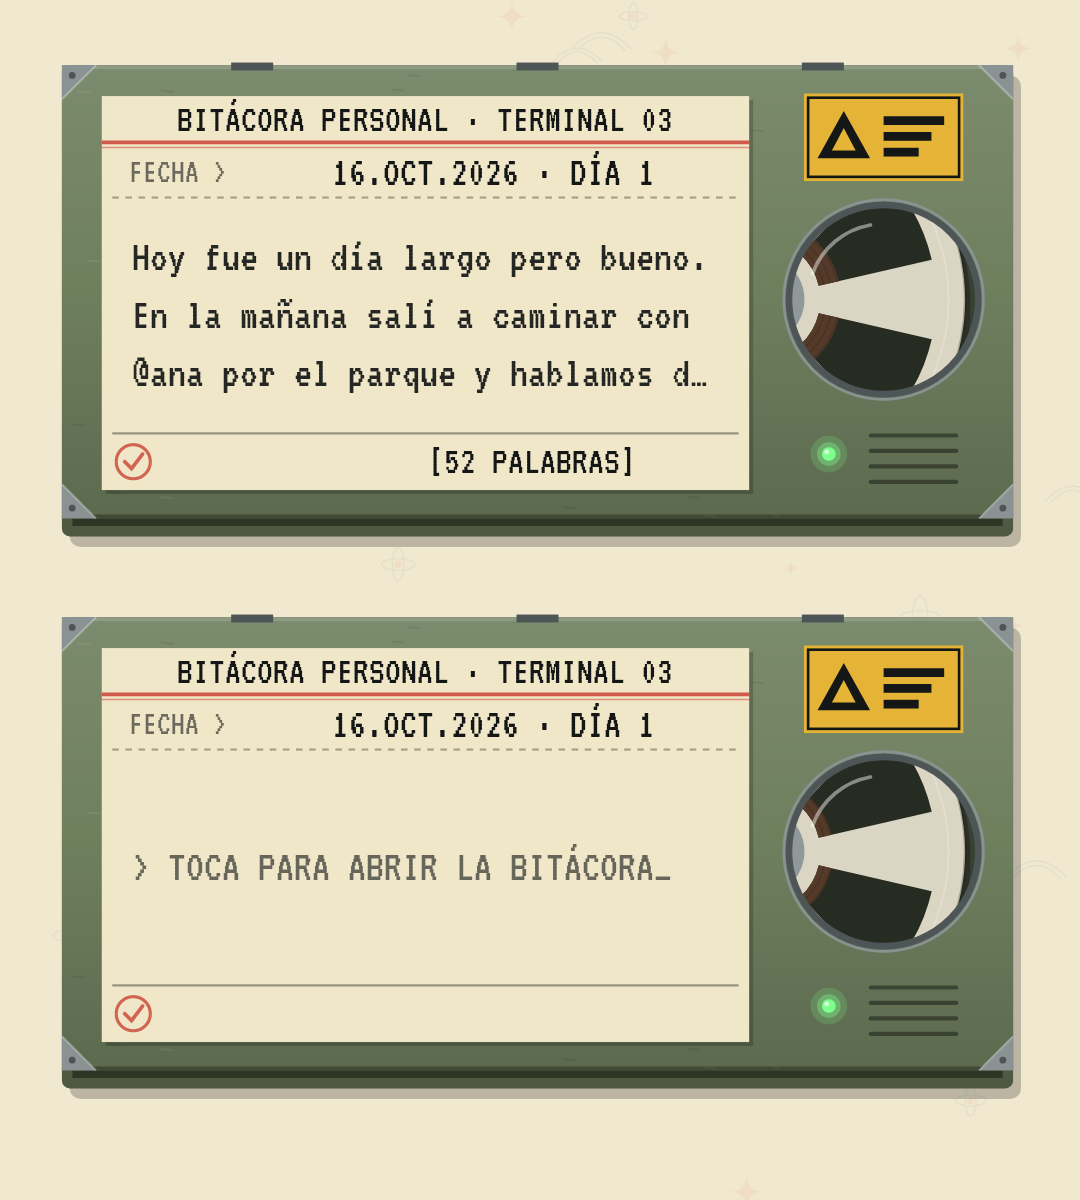 BITÁCORA PERSONAL · TERMINAL 03
FECHA > 16.OCT.2026 · DÍA 1
Hoy fue un día largo pero bueno.
En la mañana salí a caminar con
@ana por el parque y hablamos d…
[52 PALABRAS]
BITÁCORA PERSONAL · TERMINAL 03
FECHA > 16.OCT.2026 · DÍA 1
> TOCA PARA ABRIR LA BITÁCORA_